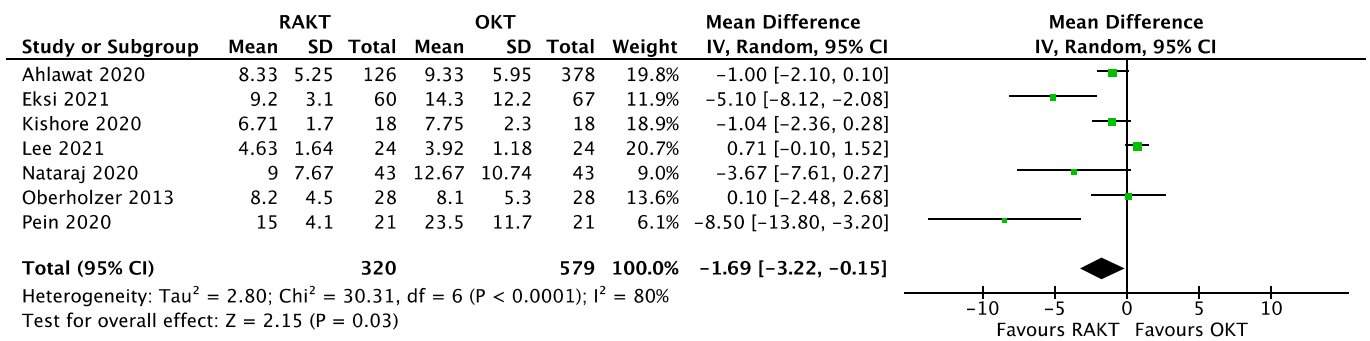 RAKT OKT Mean Difference Mean Difference
Study or Subgroup Mean SD Total Mean SD Total Weight IV, Random, 95% CI IV, Random, 95% CI
Ahlawat 2020 8.33 5.25 126 9.33 5.95 378 19.8% −1.00 [−2.10, 0.10]
Eksi 2021 9.2 3.1 60 14.3 12.2 67 11.9% −5.10 [−8.12, −2.08]
Kishore 2020 6.71 1.7 18 7.75 2.3 18 18.9% −1.04 [−2.36, 0.28]
Lee 2021 4.63 1.64 24 3.92 1.18 24 20.7% 0.71 [−0.10, 1.52]
Nataraj 2020 9 7.67 43 12.67 10.74 43 9.0% −3.67 [−7.61, 0.27]
Oberholzer 2013 8.2 4.5 28 8.1 5.3 28 13.6% 0.10 [−2.48, 2.68]
Pein 2020 15 4.1 21 23.5 11.7 21 6.1% −8.50 [−13.80, −3.20]
Total (95% CI) 320 579 100.0% −1.69 [−3.22, −0.15]
Heterogeneity: Tau² = 2.80; Chi² = 30.31, df = 6 (P < 0.0001); I² = 80%
Test for overall effect: Z = 2.15 (P = 0.03)
−10 −5 0 5 10
Favours RAKT Favours OKT